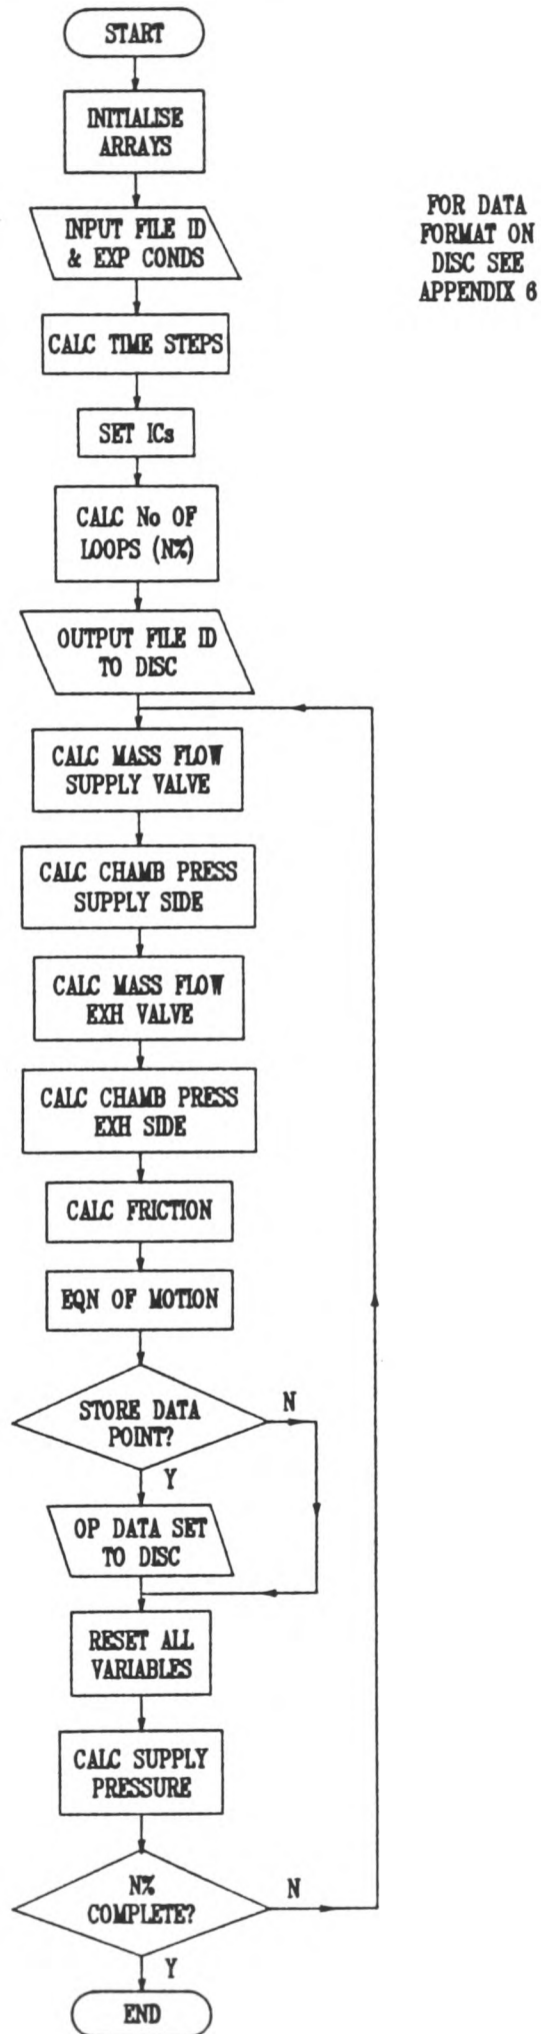 START
INITIALISE
ARRAYS
INPUT FILE ID
& EXP CONDS
FOR DATA
FORMAT ON
DISC SEE
APPENDIX 6
CALC TIME STEPS
SET ICs
CALC No OF
LOOPS (N%)
OUTPUT FILE ID
TO DISC
CALC MASS FLOW
SUPPLY VALVE
CALC CHAMB PRESS
SUPPLY SIDE
CALC MASS FLOW
EXH VALVE
CALC CHAMB PRESS
EXH SIDE
CALC FRICTION
EQN OF MOTION
STORE DATA
POINT?
N
Y
OP DATA SET
TO DISC
RESET ALL
VARIABLES
CALC SUPPLY
PRESSURE
N%
COMPLETE?
N
Y
END